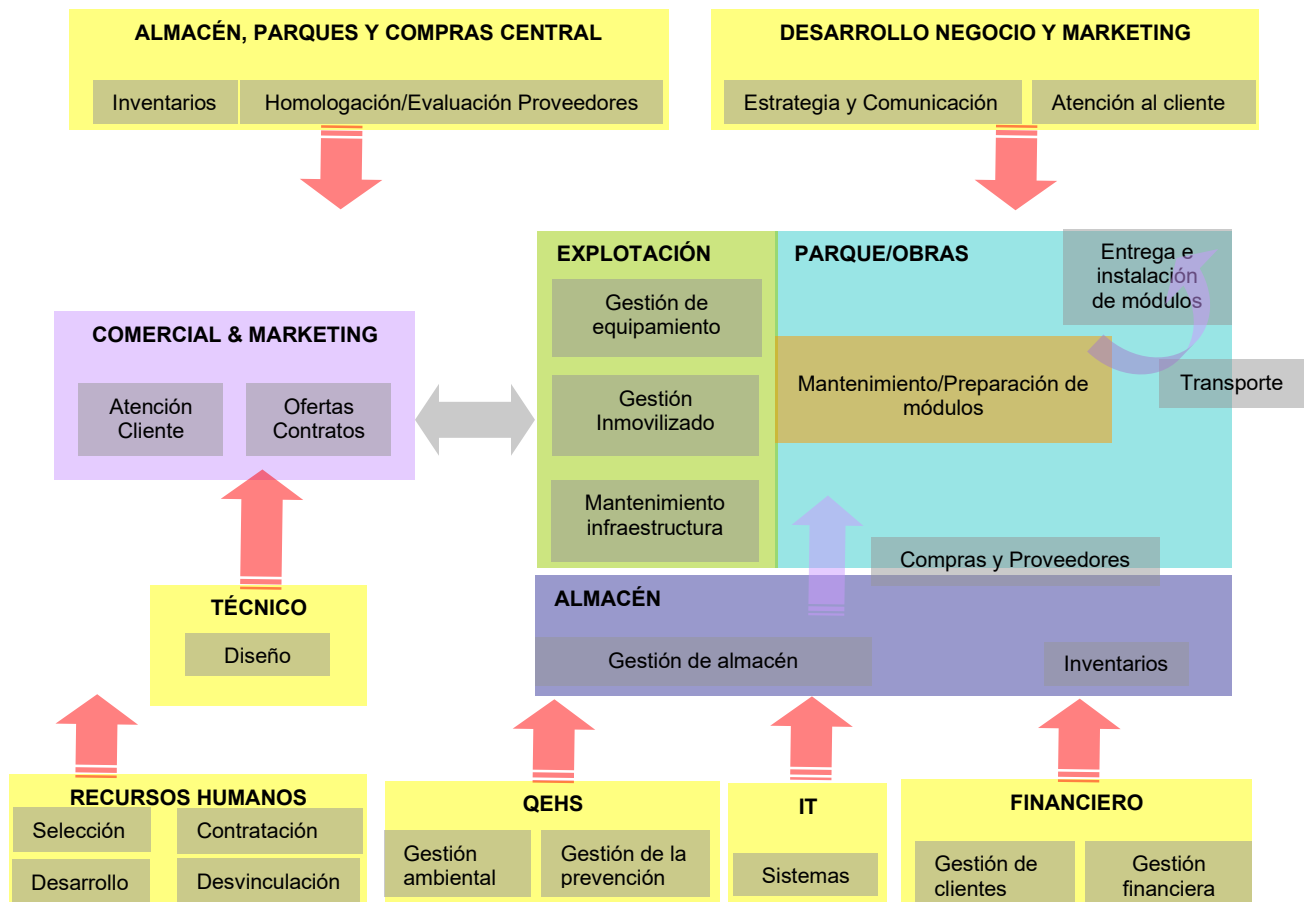 ALMACÉN, PARQUES Y COMPRAS CENTRAL
Inventarios
Homologación/Evaluación Proveedores
DESARROLLO NEGOCIO Y MARKETING
Estrategia y Comunicación
Atención al cliente
EXPLOTACIÓN
Gestión de
equipamiento
Gestión
Inmovilizado
Mantenimiento
infraestructura
PARQUE/OBRAS
Entrega e
instalación
de módulos
Mantenimiento/Preparación de
módulos
Transporte
Compras y Proveedores
COMERCIAL & MARKETING
Atención
Cliente
Ofertas
Contratos
TÉCNICO
Diseño
ALMACÉN
Gestión de almacén
Inventarios
RECURSOS HUMANOS
Selección
Contratación
Desarrollo
Desvinculación
QEHS
Gestión
ambiental
Gestión de la
prevención
IT
Sistemas
FINANCIERO
Gestión de
clientes
Gestión
financiera